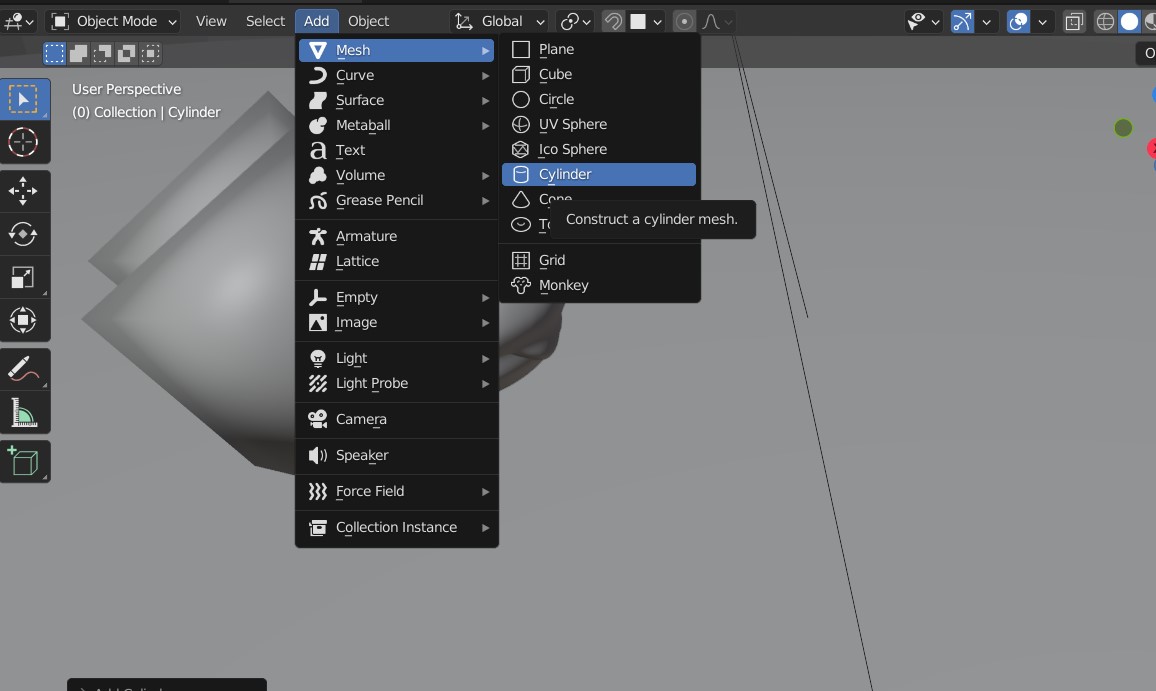 Object Mode View Select Add Object Global
User Perspective
(0) Collection | Cylinder
Mesh
Curve
Surface
Metaball
Text
Volume
Grease Pencil
Armature
Lattice
Empty
Image
Light
Light Probe
Camera
Speaker
Force Field
Collection Instance
Plane
Cube
Circle
UV Sphere
Ico Sphere
Cylinder
Cone
Construct a cylinder mesh.
Grid
Monkey